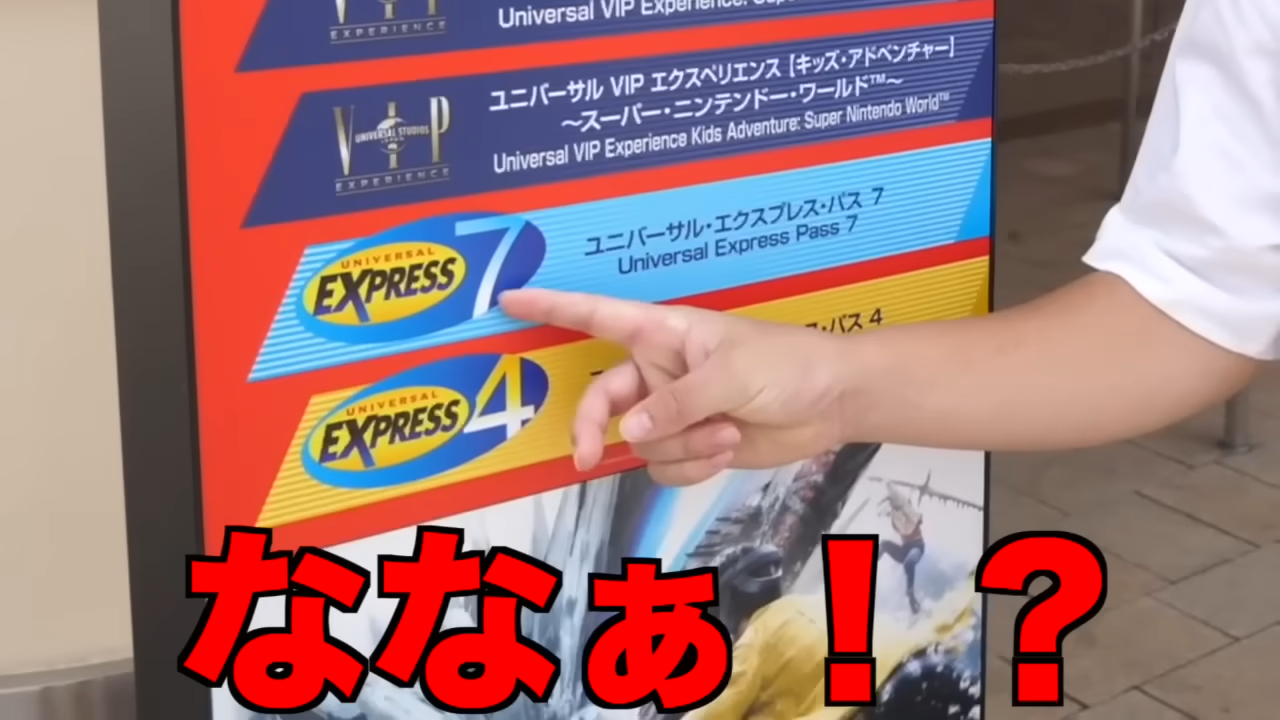 VIP
EXPERIENCE
Universal VIP Experience:
VIP
UNIVERSAL STUDIOS
JAPAN
EXPERIENCE
ユニバーサル VIP エクスペリエンス [キッズ・アドベンチャー]
～スーパー・ニンテンドー・ワールド™～
Universal VIP Experience Kids Adventure: Super Nintendo World™
UNIVERSAL
EXPRESS 7
ユニバーサル・エクスプレス・パス 7
Universal Express Pass 7
UNIVERSAL
EXPRESS 4
ス・パス 4
ななぁ！？